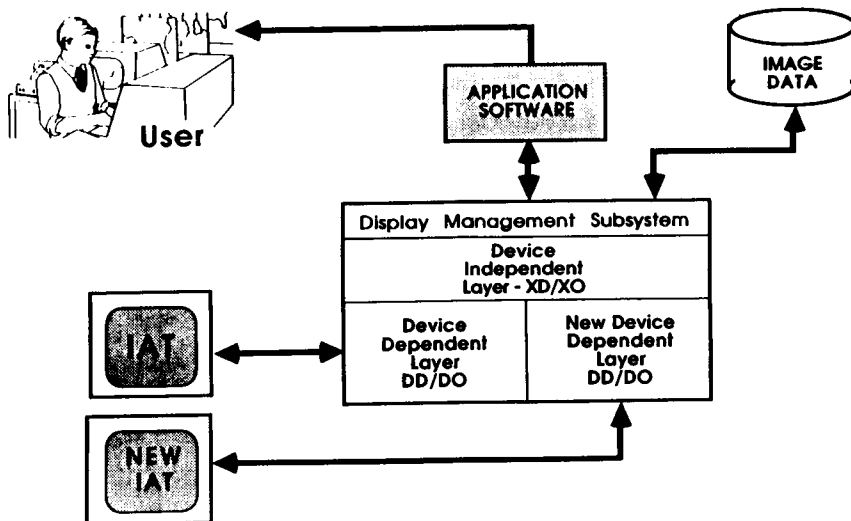 User
APPLICATION
SOFTWARE
IMAGE
DATA
Display Management Subsystem
Device
Independent
Layer - XD/XO
Device
Dependent
Layer
DD/DO
New Device
Dependent
Layer
DD/DO
IAT
NEW
IAT